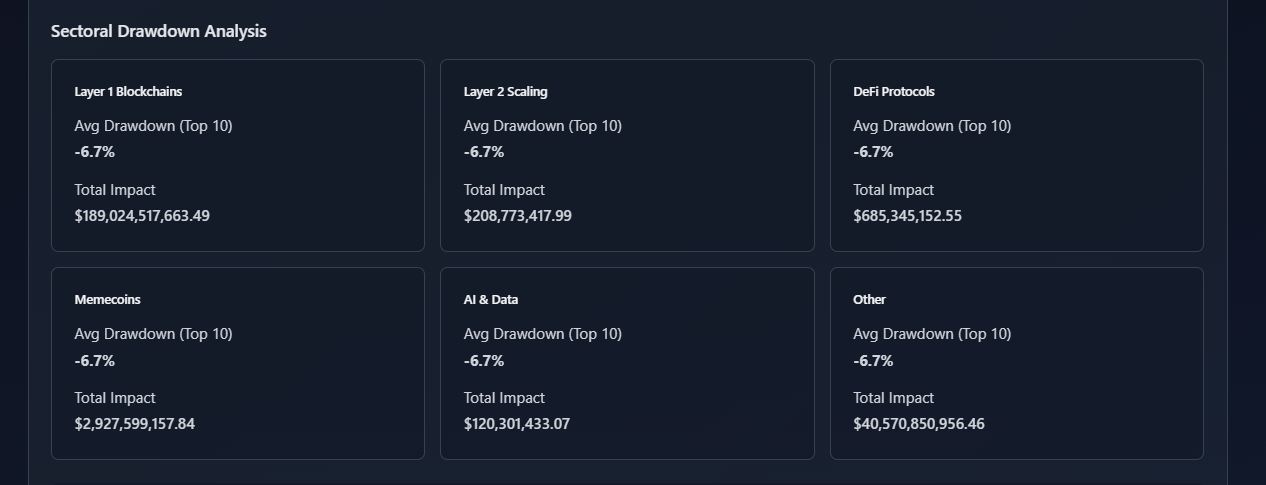 Sectoral Drawdown Analysis
Layer 1 Blockchains
Avg Drawdown (Top 10)
-6.7%
Total Impact
$189,024,517,663.49
Layer 2 Scaling
Avg Drawdown (Top 10)
-6.7%
Total Impact
$208,773,417.99
DeFi Protocols
Avg Drawdown (Top 10)
-6.7%
Total Impact
$685,345,152.55
Memecoins
Avg Drawdown (Top 10)
-6.7%
Total Impact
$2,927,599,157.84
AI & Data
Avg Drawdown (Top 10)
-6.7%
Total Impact
$120,301,433.07
Other
Avg Drawdown (Top 10)
-6.7%
Total Impact
$40,570,850,956.46